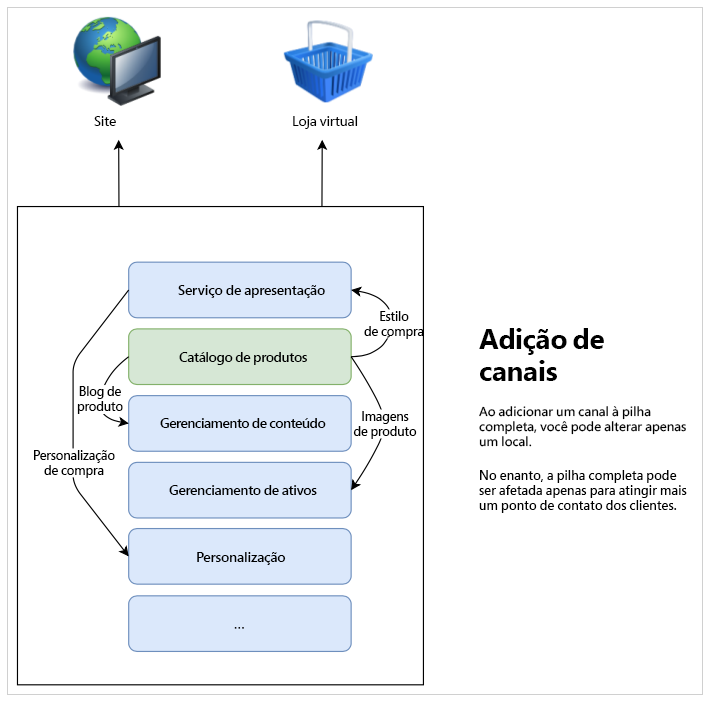 Site
Loja virtual
Serviço de apresentação
Estilo
de compra
Catálogo de produtos
Blog de
produto
Gerenciamento de conteúdo
Imagens
de produto
Personalização
de compra
Gerenciamento de ativos
Personalização
...
Adição de
canais
Ao adicionar um canal à pilha
completa, você pode alterar apenas
um local.
No enanto, a pilha completa pode
ser afetada apenas para atingir mais
um ponto de contato dos clientes.